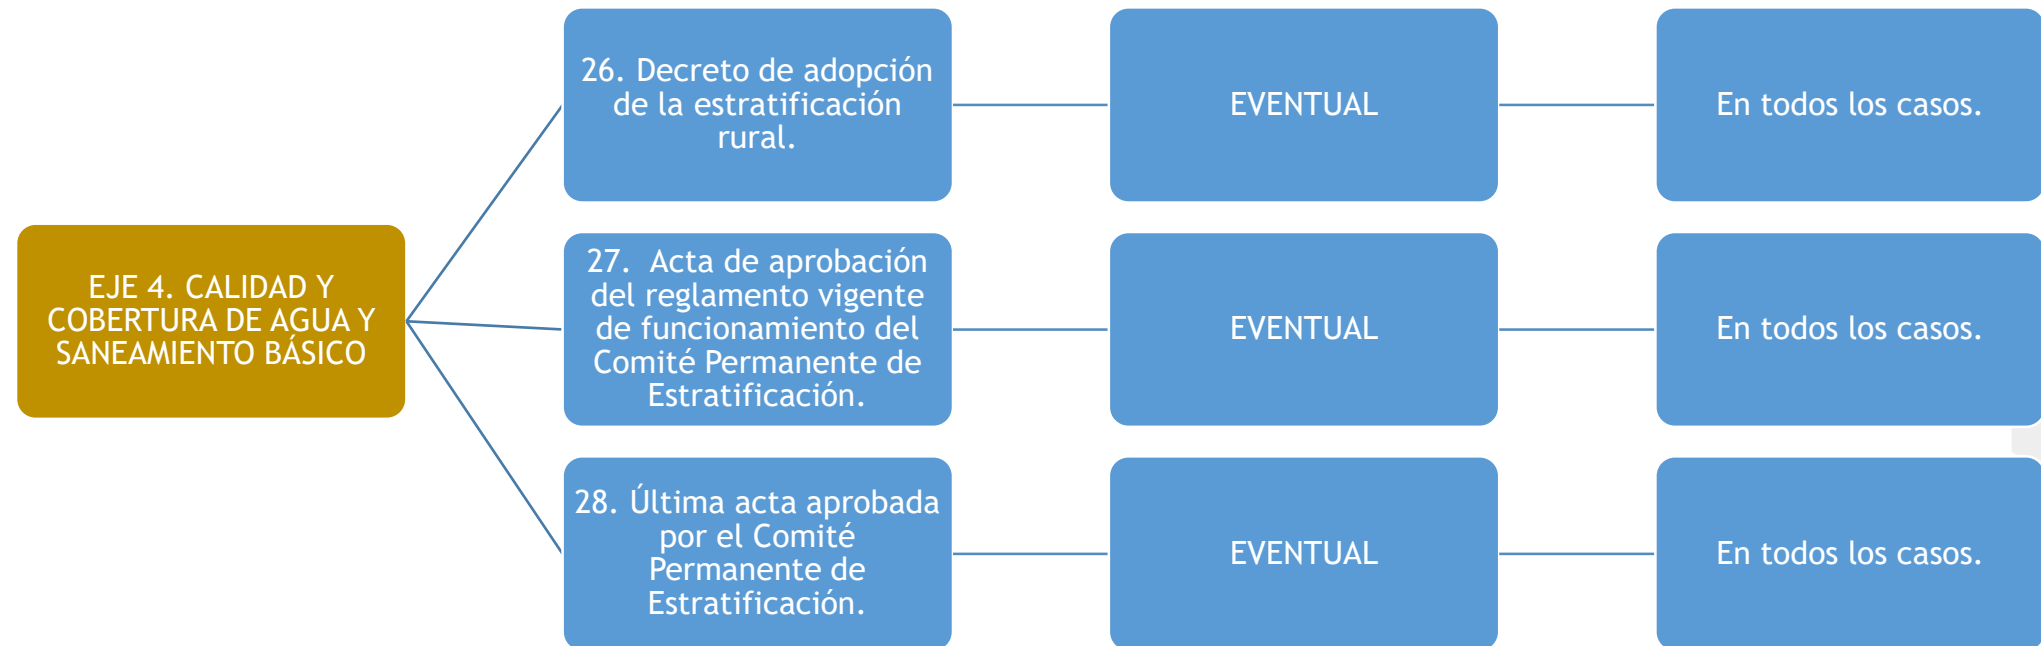 EJE 4. CALIDAD Y
COBERTURA DE AGUA Y
SANEAMIENTO BÁSICO
26. Decreto de adopción
de la estratificación
rural.
EVENTUAL
En todos los casos.
27. Acta de aprobación
del reglamento vigente
de funcionamiento del
Comité Permanente de
Estratificación.
EVENTUAL
En todos los casos.
28. Última acta aprobada
por el Comité
Permanente de
Estratificación.
EVENTUAL
En todos los casos.